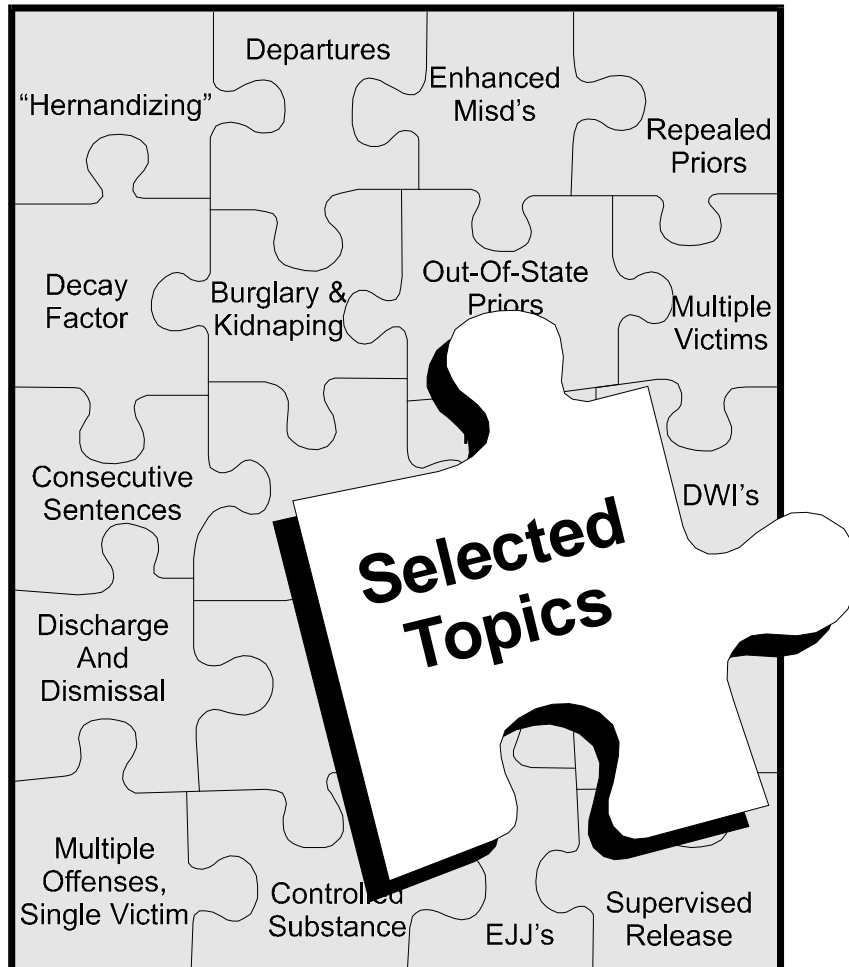 Departures
“Hernandizing”
Enhanced
Misd's
Repealed
Priors
Decay
Factor
Burglary &
Kidnaping
Out-Of-State
Priors
Multiple
Victims
Consecutive
Sentences
DWI's
Selected
Topics
Discharge
And
Dismissal
Multiple
Offenses,
Single Victim
Controlled
Substance
EJJ's
Supervised
Release